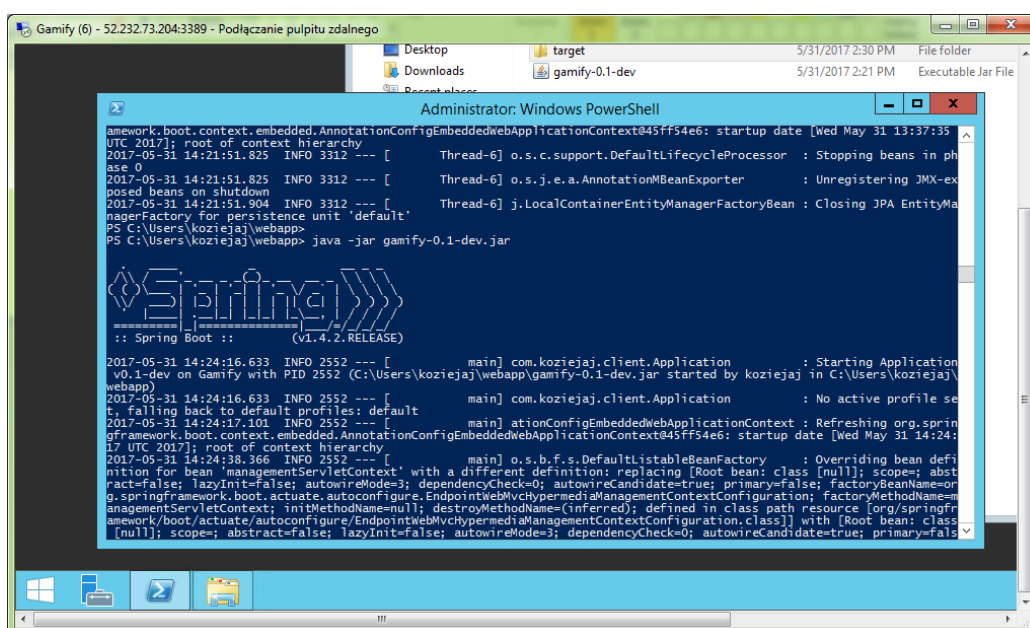 Gamify (6) - 52.232.73.204:3389 - Podłączanie pulpitu zdalnego
Desktop
target
5/31/2017 2:30 PM
File folder
Downloads
gamify-0.1-dev
5/31/2017 2:21 PM
Executable Jar File
Recent places
Administrator: Windows PowerShell
amework.boot.context.embedded.AnnotationConfigEmbeddedWebApplicationContext@45ff54e6: startup date [Wed May 31 13:37:35
UTC 2017]; root of context hierarchy
2017-05-31 14:21:51.825  INFO 3312 --- [       Thread-6] o.s.c.support.DefaultLifecycleProcessor  : Stopping beans in ph
ase 0
2017-05-31 14:21:51.825  INFO 3312 --- [       Thread-6] o.s.j.e.a.AnnotationMBeanExporter        : Unregistering JMX-ex
posed beans on shutdown
2017-05-31 14:21:51.904  INFO 3312 --- [       Thread-6] j.LocalContainerEntityManagerFactoryBean : Closing JPA EntityMa
nagerFactory for persistence unit 'default'
PS C:\Users\koziejaj\webapp>
PS C:\Users\koziejaj\webapp> java -jar gamify-0.1-dev.jar
Spring
:: Spring Boot ::        (v1.4.2.RELEASE)
2017-05-31 14:24:16.633  INFO 2552 --- [           main] com.koziejaj.client.Application          : Starting Application
v0.1-dev on Gamify with PID 2552 (C:\Users\koziejaj\webapp\gamify-0.1-dev.jar started by koziejaj in C:\Users\koziejaj\
webapp)
2017-05-31 14:24:16.633  INFO 2552 --- [           main] com.koziejaj.client.Application          : No active profile se
t, falling back to default profiles: default
2017-05-31 14:24:17.101  INFO 2552 --- [           main] ationConfigEmbeddedWebApplicationContext : Refreshing org.sprin
gframework.boot.context.embedded.AnnotationConfigEmbeddedWebApplicationContext@45ff54e6: startup date [Wed May 31 14:24:
17 UTC 2017]; root of context hierarchy
2017-05-31 14:24:38.366  INFO 2552 --- [           main] o.s.b.f.s.DefaultListableBeanFactory     : Overriding bean defi
nition for bean 'managementServletContext' with a different definition: replacing [Root bean: class [null]; scope=; abst
ract=false; lazyInit=false; autowireMode=3; dependencyCheck=0; autowireCandidate=true; primary=false; factoryBeanName=or
g.springframework.boot.actuate.autoconfigure.EndpointWebMvcHypermediaManagementContextConfiguration; factoryMethodName=m
anagementServletContext; initMethodName=null; destroyMethodName=(inferred); defined in class path resource [org/springfr
amework/boot/actuate/autoconfigure/EndpointWebMvcHypermediaManagementContextConfiguration.class]] with [Root bean: class
[null]; scope=; abstract=false; lazyInit=false; autowireMode=3; dependencyCheck=0; autowireCandidate=true; primary=fals